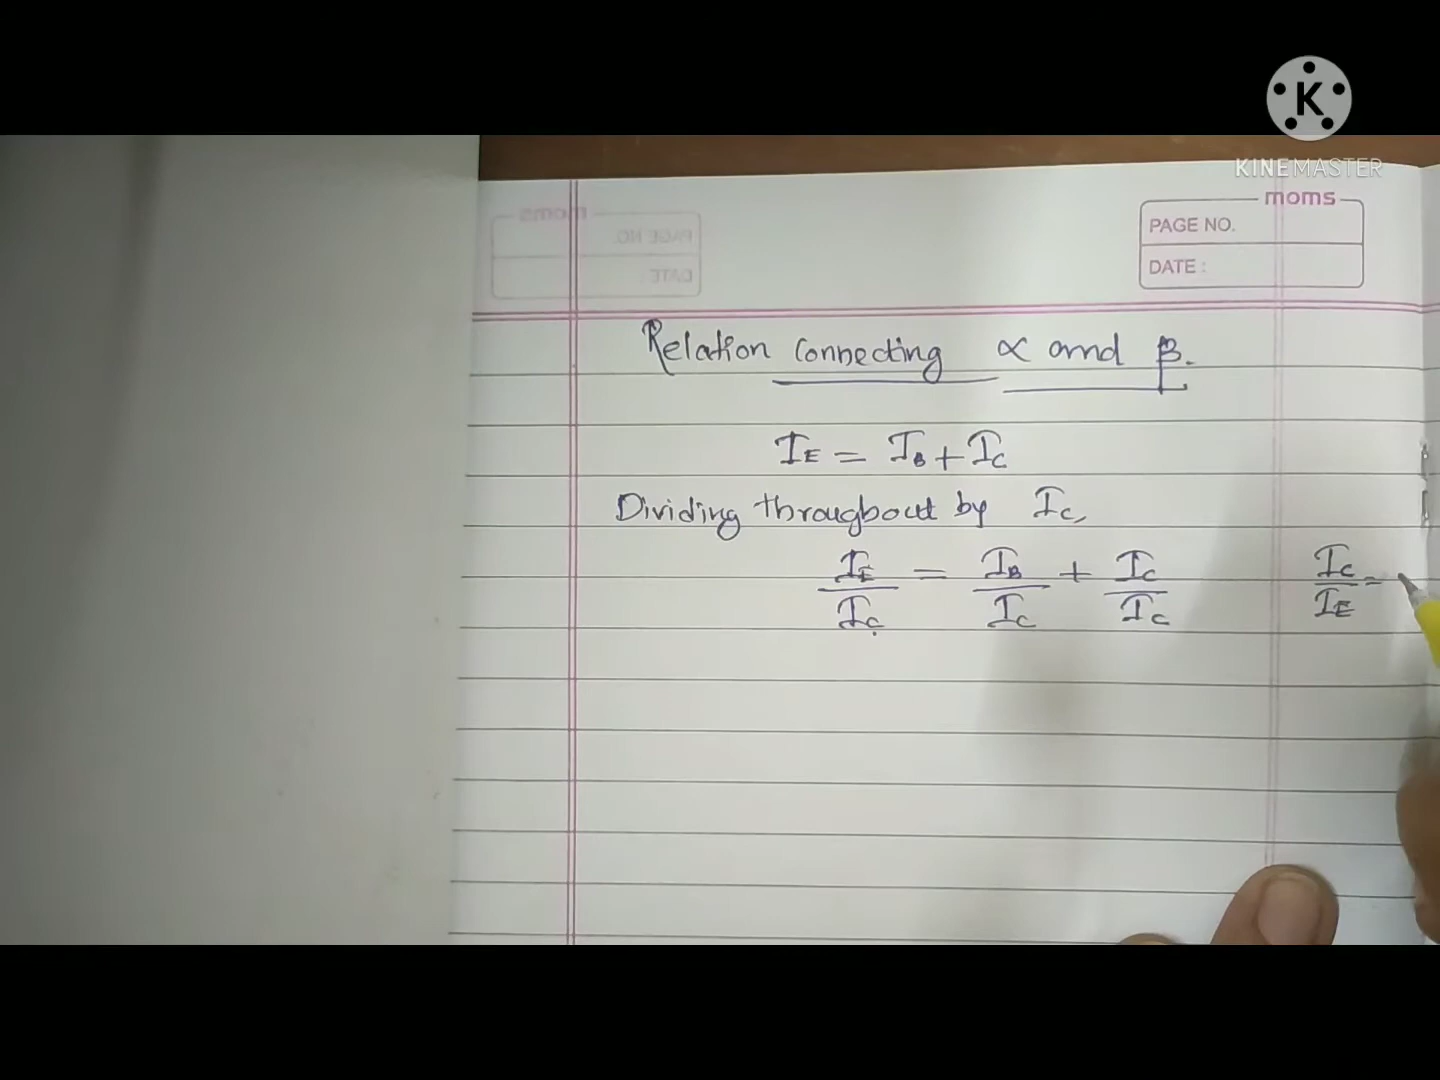 K
KINEMASTER
moms
PAGE NO.
DATE :
Relation connecting ∝ and β.
I_E = I_B + I_C
Dividing throughout by I_C,
I_E/I_C = I_B/I_C + I_C/I_C
I_C/I_E =